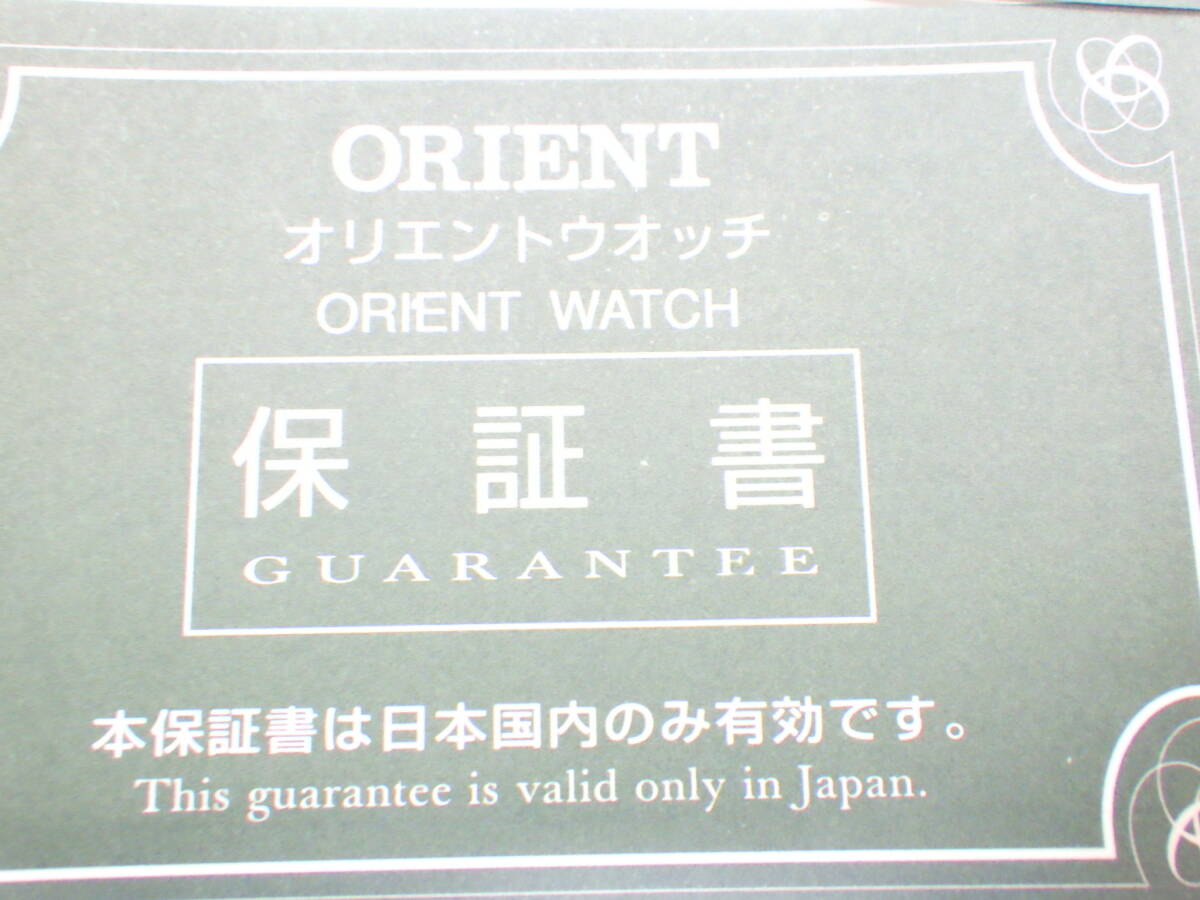 ORIENT
オリエントウオッチ
ORIENT WATCH
保証書
GUARANTEE
本保証書は日本国内のみ有効です。
This guarantee is valid only in Japan.